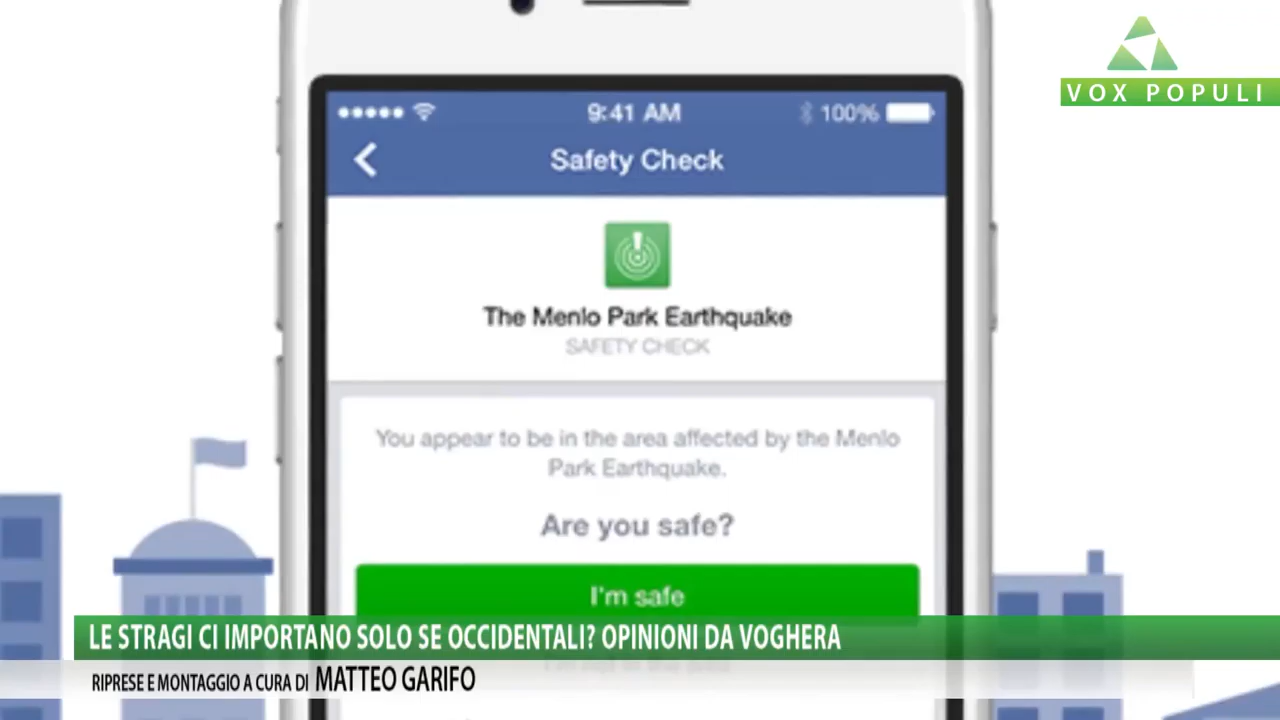 VOX POPULI
9:41 AM
100%
Safety Check
The Menlo Park Earthquake
SAFETY CHECK
You appear to be in the area affected by the Menlo
Park Earthquake.
Are you safe?
I'm safe
LE STRAGI CI IMPORTANO SOLO SE OCCIDENTALI? OPINIONI DA VOGHERA
RIPRESE E MONTAGGIO A CURA DI MATTEO GARIFO